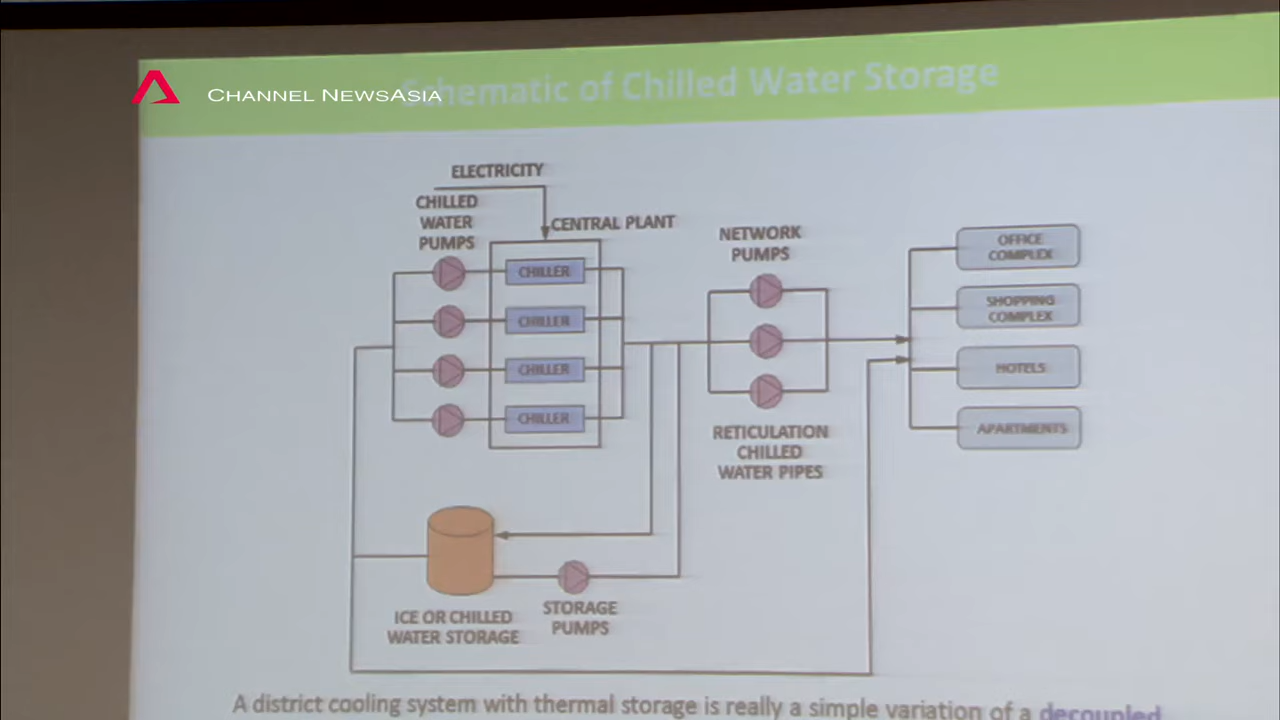 Schematic of Chilled Water Storage
CHANNEL NEWSASIA
ELECTRICITY
CHILLED
WATER
PUMPS
CENTRAL PLANT
CHILLER
CHILLER
CHILLER
CHILLER
NETWORK
PUMPS
RETICULATION
CHILLED
WATER PIPES
OFFICE
COMPLEX
SHOPPING
COMPLEX
HOTELS
APARTMENTS
ICE OR CHILLED
WATER STORAGE
STORAGE
PUMPS
A district cooling system with thermal storage is really a simple variation of a decoupled